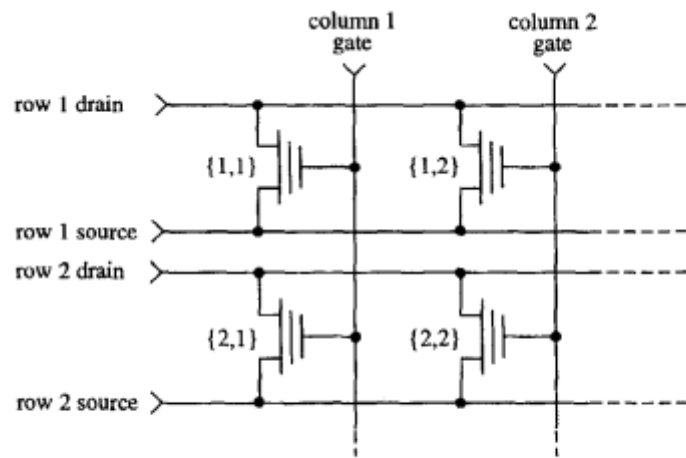 column 1
gate
column 2
gate
row 1 drain
{1,1}
{1,2}
row 1 source
row 2 drain
{2,1}
{2,2}
row 2 source